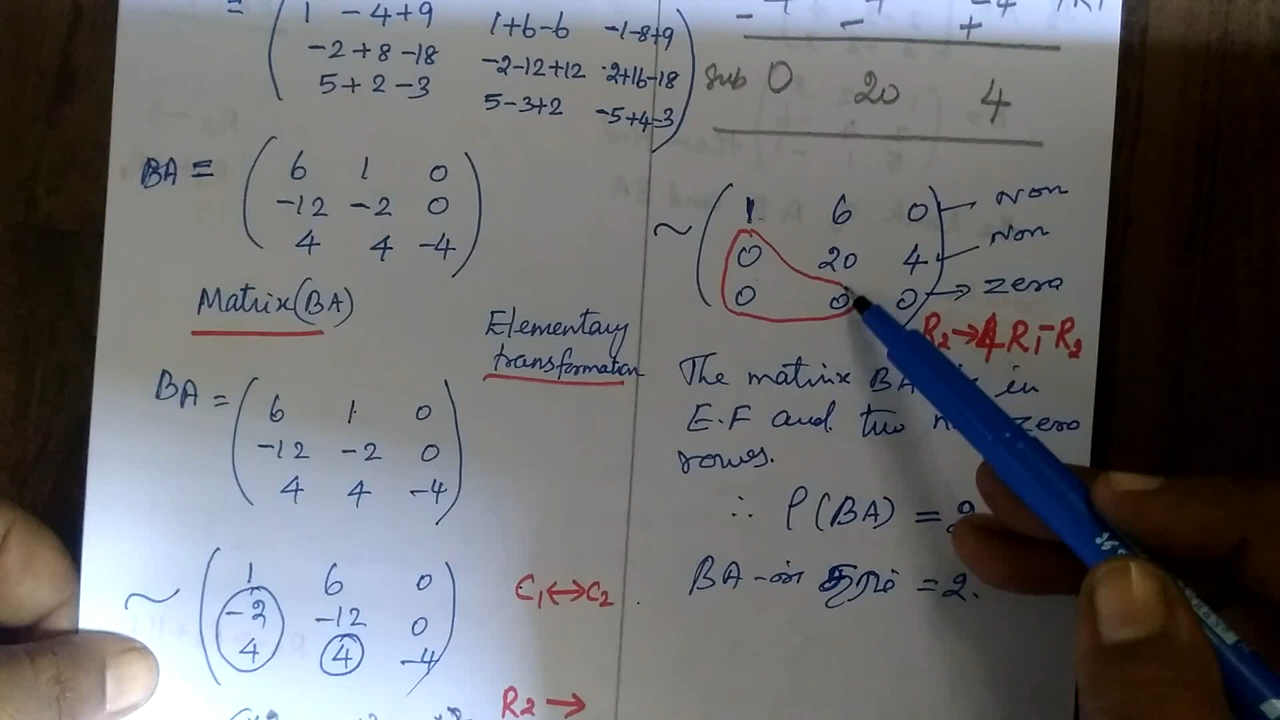 = ( 1 -4+9 1+6-6 -1-8+9
-2+8-18 -2-12+12 2+16-18
5+2-3 5-3+2 -5+4-3 )
BA = ( 6 1 0
-12 -2 0
4 4 -4 )
Matrix(BA)
Elementary
transformation
BA = ( 6 1 0
-12 -2 0
4 4 -4 )
~ ( 1 6 0
-2 -12 0
4 4 -4 )
C₁↔C₂
R₂ →
- - +
Sub 0 20 4
~ ( 1 6 0 ) → Non
0 20 4 → Non
0 0 0 → Zero
R₂→4R₁-R₂
The matrix BA in
E.F and two zero
rows.
∴ ρ(BA) = 2
BA-ன் தரம் = 2.